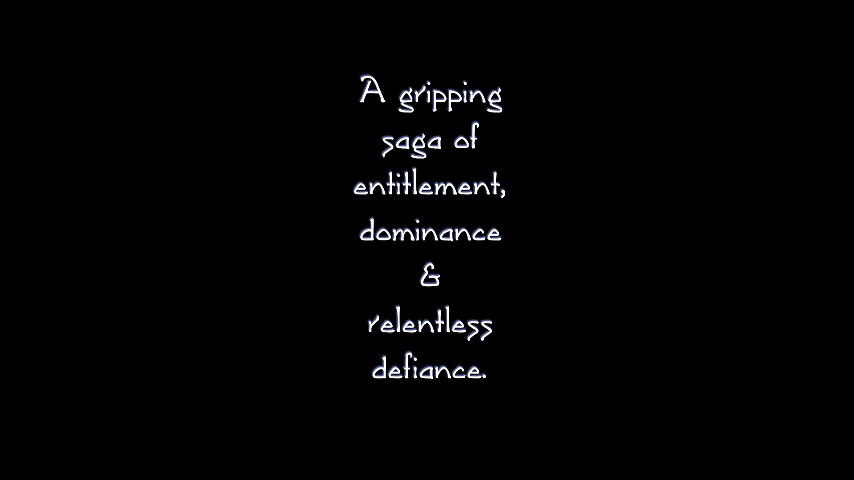 A gripping
saga of
entitlement,
dominance
&
relentless
defiance.